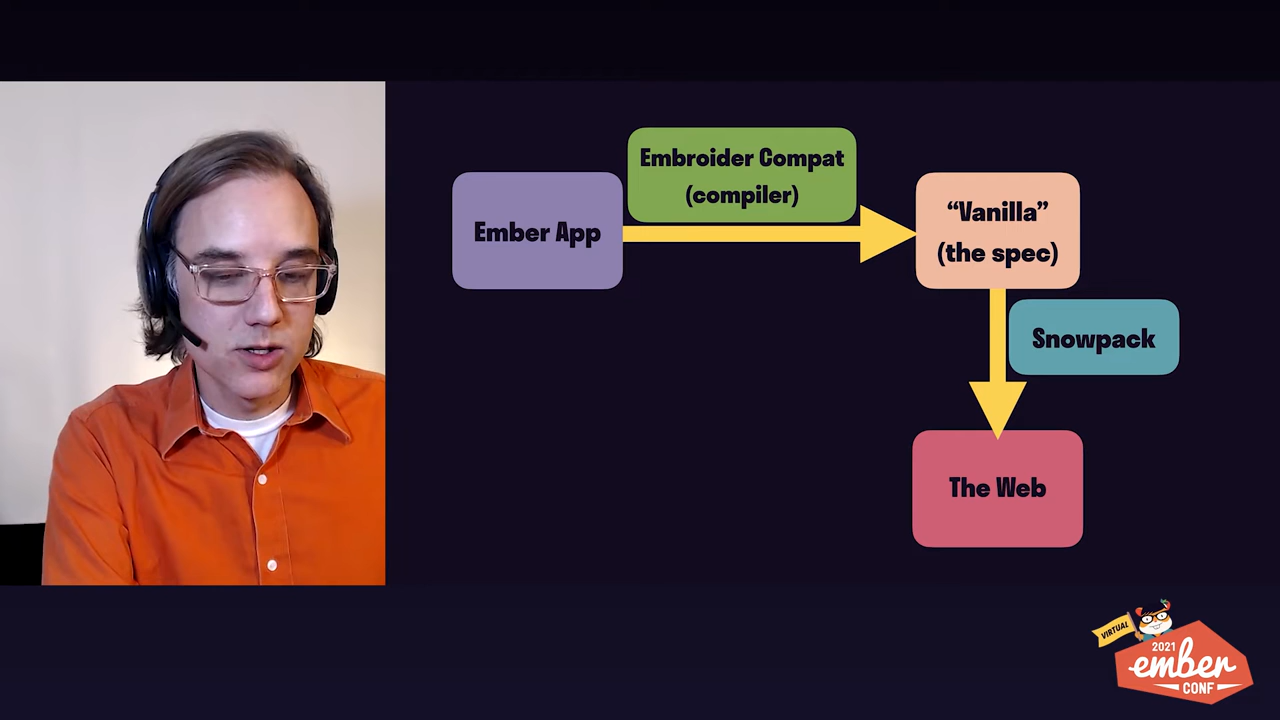 Embroider Compat
(compiler)
Ember App
“Vanilla”
(the spec)
Snowpack
The Web
VIRTUAL
2021
ember
CONF